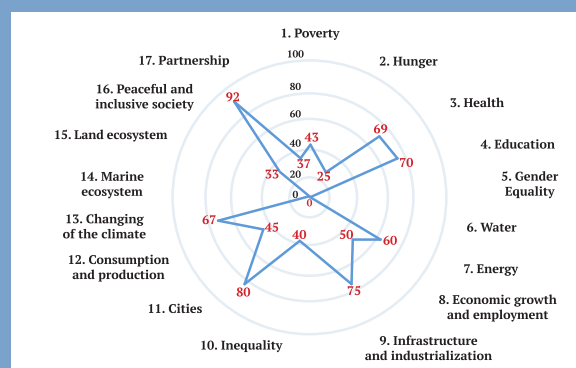 1. Poverty
2. Hunger
3. Health
4. Education
5. Gender
Equality
6. Water
7. Energy
8. Economic growth
and employment
9. Infrastructure
and industrialization
10. Inequality
11. Cities
12. Consumption
and production
13. Changing
of the climate
14. Marine
ecosystem
15. Land ecosystem
16. Peaceful and
inclusive society
17. Partnership
100
80
60
40
20
0
43
25
69
70
0
60
50
75
40
80
45
67
33
92
37